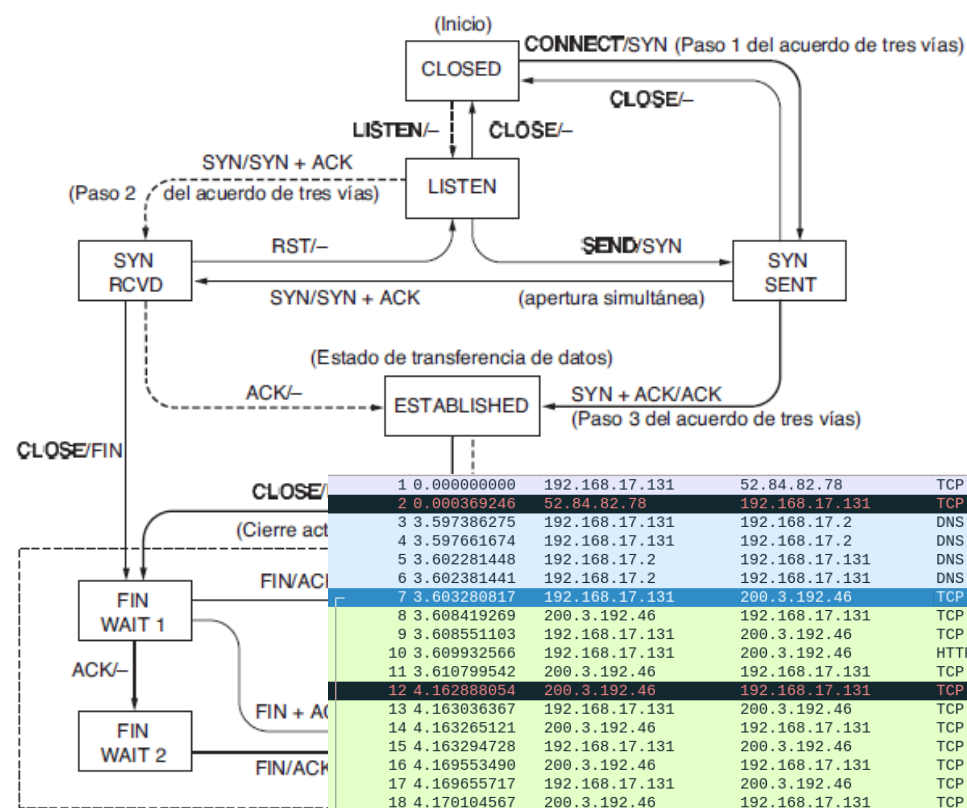 (Inicio)
CLOSED
CONNECT/SYN (Paso 1 del acuerdo de tres vías)
CLOSE/–
LISTEN/–
CLOSE/–
SYN/SYN + ACK
(Paso 2 del acuerdo de tres vías)
LISTEN
RST/–
SEND/SYN
SYN
RCVD
SYN
SENT
SYN/SYN + ACK
(apertura simultánea)
(Estado de transferencia de datos)
ACK/–
ESTABLISHED
SYN + ACK/ACK
(Paso 3 del acuerdo de tres vías)
CLOSE/FIN
CLOSE/
(Cierre act
FIN/ACK
FIN
WAIT 1
ACK/–
FIN + AC
FIN
WAIT 2
FIN/ACK
1 0.000000000 192.168.17.131 52.84.82.78 TCP
2 0.000369246 52.84.82.78 192.168.17.131 TCP
3 3.597386275 192.168.17.131 192.168.17.2 DNS
4 3.597661674 192.168.17.131 192.168.17.2 DNS
5 3.602281448 192.168.17.2 192.168.17.131 DNS
6 3.602381441 192.168.17.2 192.168.17.131 DNS
7 3.603280817 192.168.17.131 200.3.192.46 TCP
8 3.608419269 200.3.192.46 192.168.17.131 TCP
9 3.608551103 192.168.17.131 200.3.192.46 TCP
10 3.609932566 192.168.17.131 200.3.192.46 HTTP
11 3.610799542 200.3.192.46 192.168.17.131 TCP
12 4.162888054 200.3.192.46 192.168.17.131 TCP
13 4.163036367 192.168.17.131 200.3.192.46 TCP
14 4.163265121 200.3.192.46 192.168.17.131 TCP
15 4.163294728 192.168.17.131 200.3.192.46 TCP
16 4.169553490 200.3.192.46 192.168.17.131 TCP
17 4.169655717 192.168.17.131 200.3.192.46 TCP
18 4.170104567 200.3.192.46 192.168.17.131 TCP